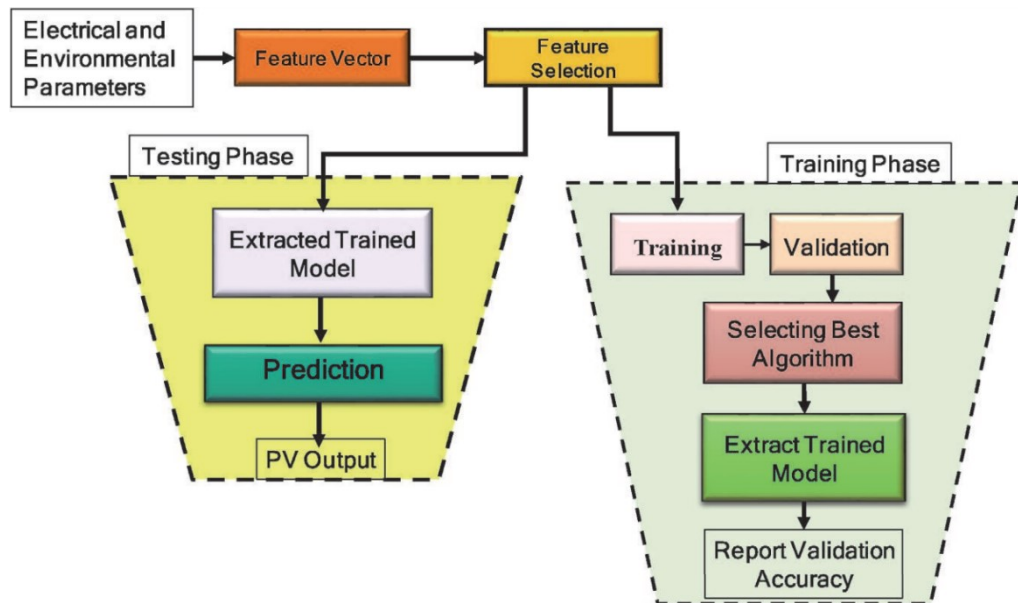 Electrical and
Environmental
Parameters
Feature Vector
Feature
Selection
Testing Phase
Extracted Trained
Model
Prediction
PV Output
Training Phase
Training
Validation
Selecting Best
Algorithm
Extract Trained
Model
Report Validation
Accuracy